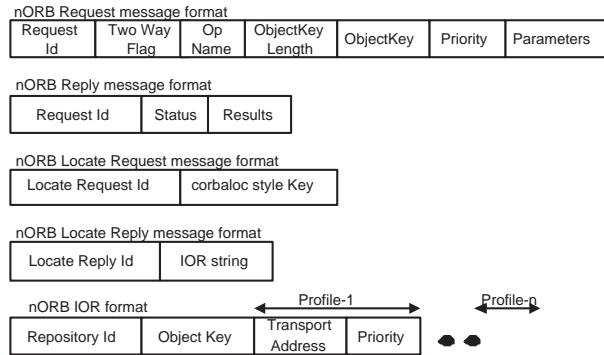 nORB Request message format
Request Id
Two Way Flag
Op Name
ObjectKey Length
ObjectKey
Priority
Parameters
nORB Reply message format
Request Id
Status
Results
nORB Locate Request message format
Locate Request Id
corbaloc style Key
nORB Locate Reply message format
Locate Reply Id
IOR string
nORB IOR format
Profile-1
Profile-n
Repository Id
Object Key
Transport Address
Priority